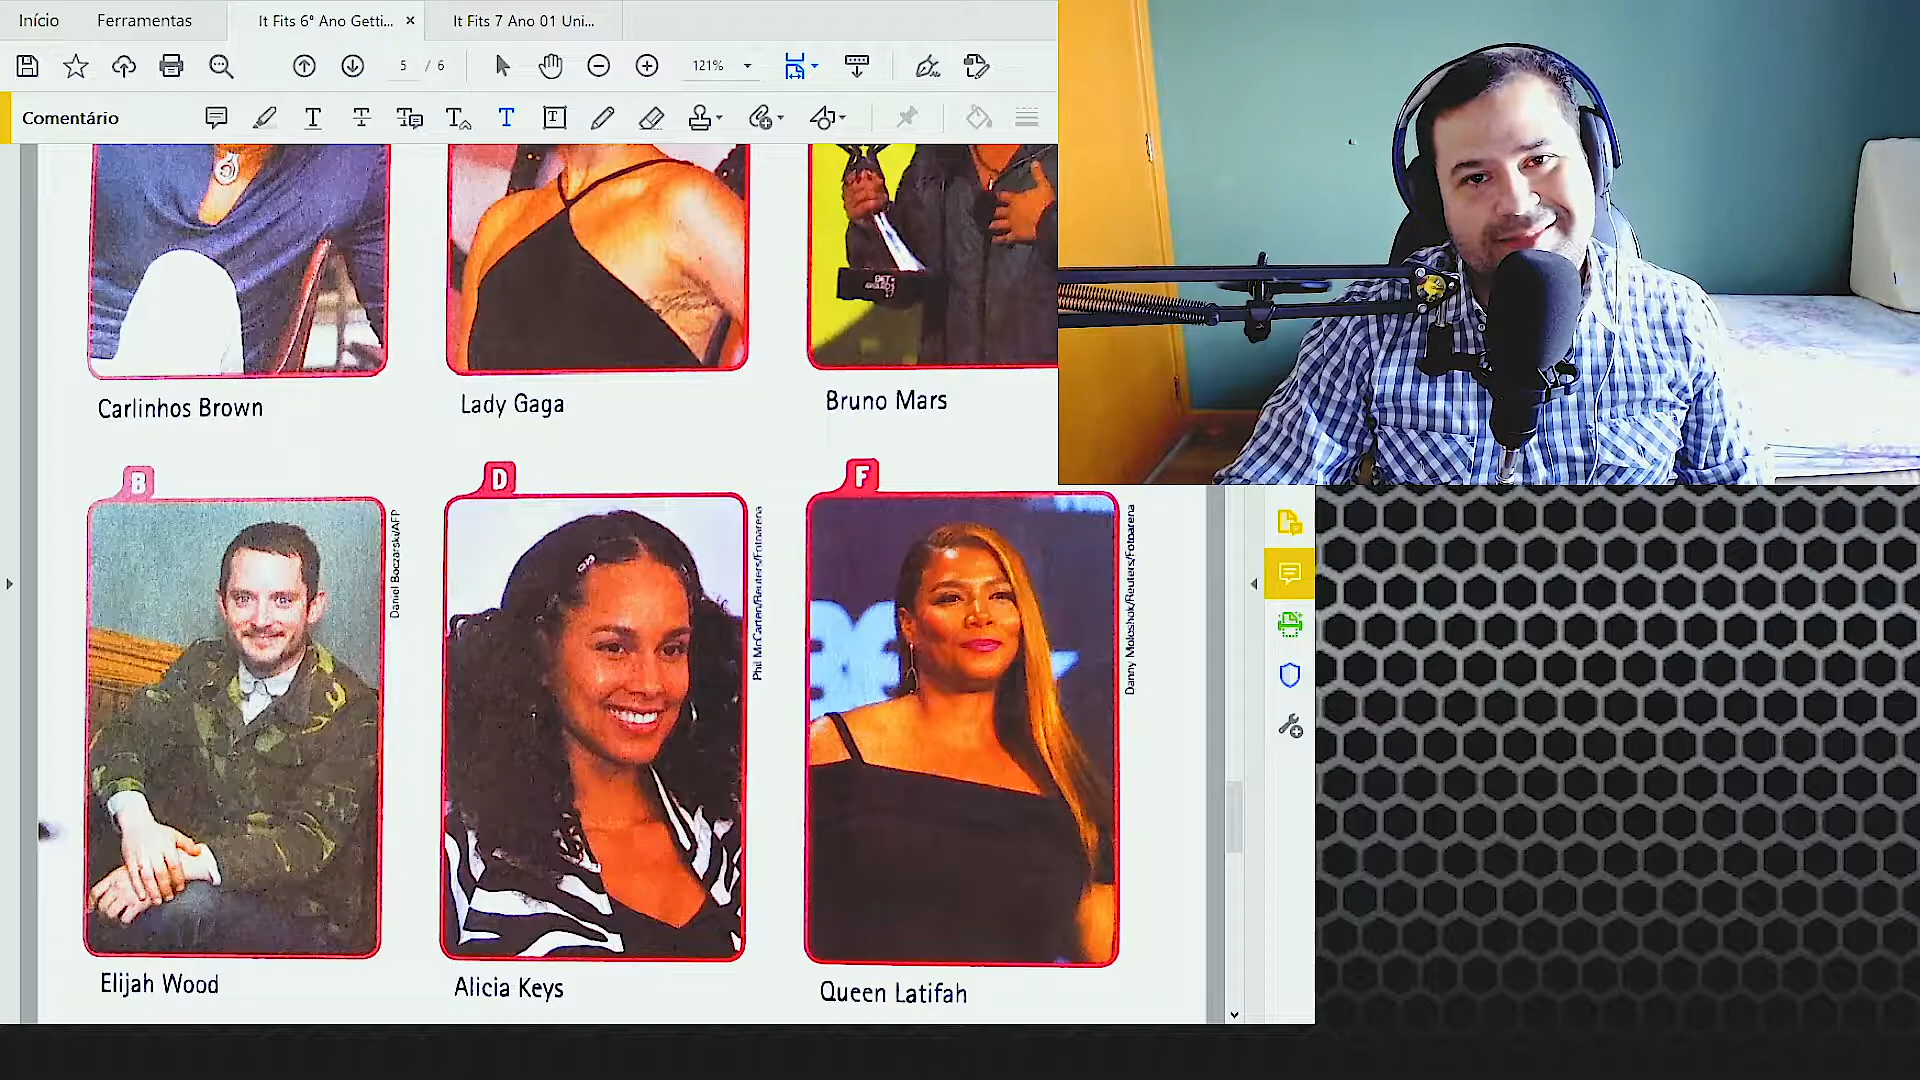 Início
Ferramentas
It Fits 6º Ano Getti...
It Fits 7 Ano 01 Uni...
5 / 6
121%
Comentário
BET
AWARDS
Carlinhos Brown
Lady Gaga
Bruno Mars
B
D
F
Daniel Boczarski/AFP
Phil McCarten/Reuters/Fotoarena
Danny Moloshok/Reuters/Fotoarena
Elijah Wood
Alicia Keys
Queen Latifah